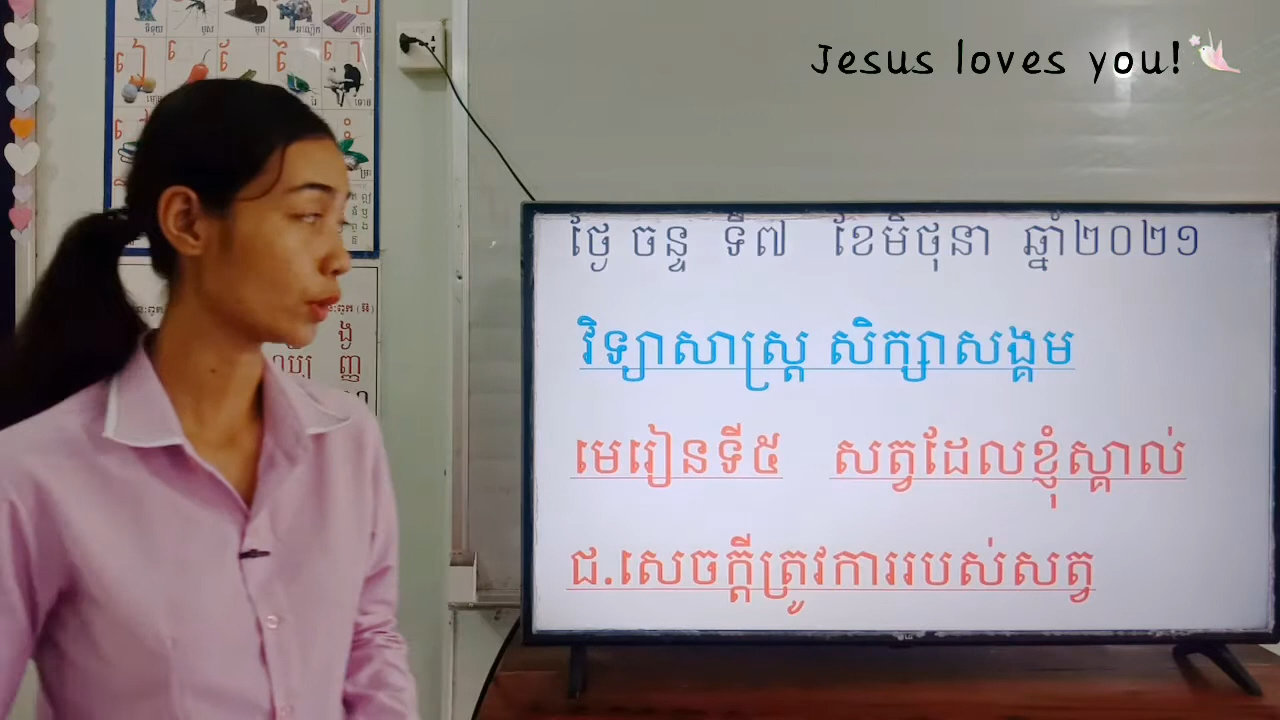 Jesus loves you!
ថ្ងៃ ចន្ទ ទី៧ ខែមិថុនា ឆ្នាំ២០២១
វិទ្យាសាស្ត្រ សិក្សាសង្គម
មេរៀនទី៥ សត្វដែលខ្ញុំស្គាល់
ជ.សេចក្ដីត្រូវការរបស់សត្វ